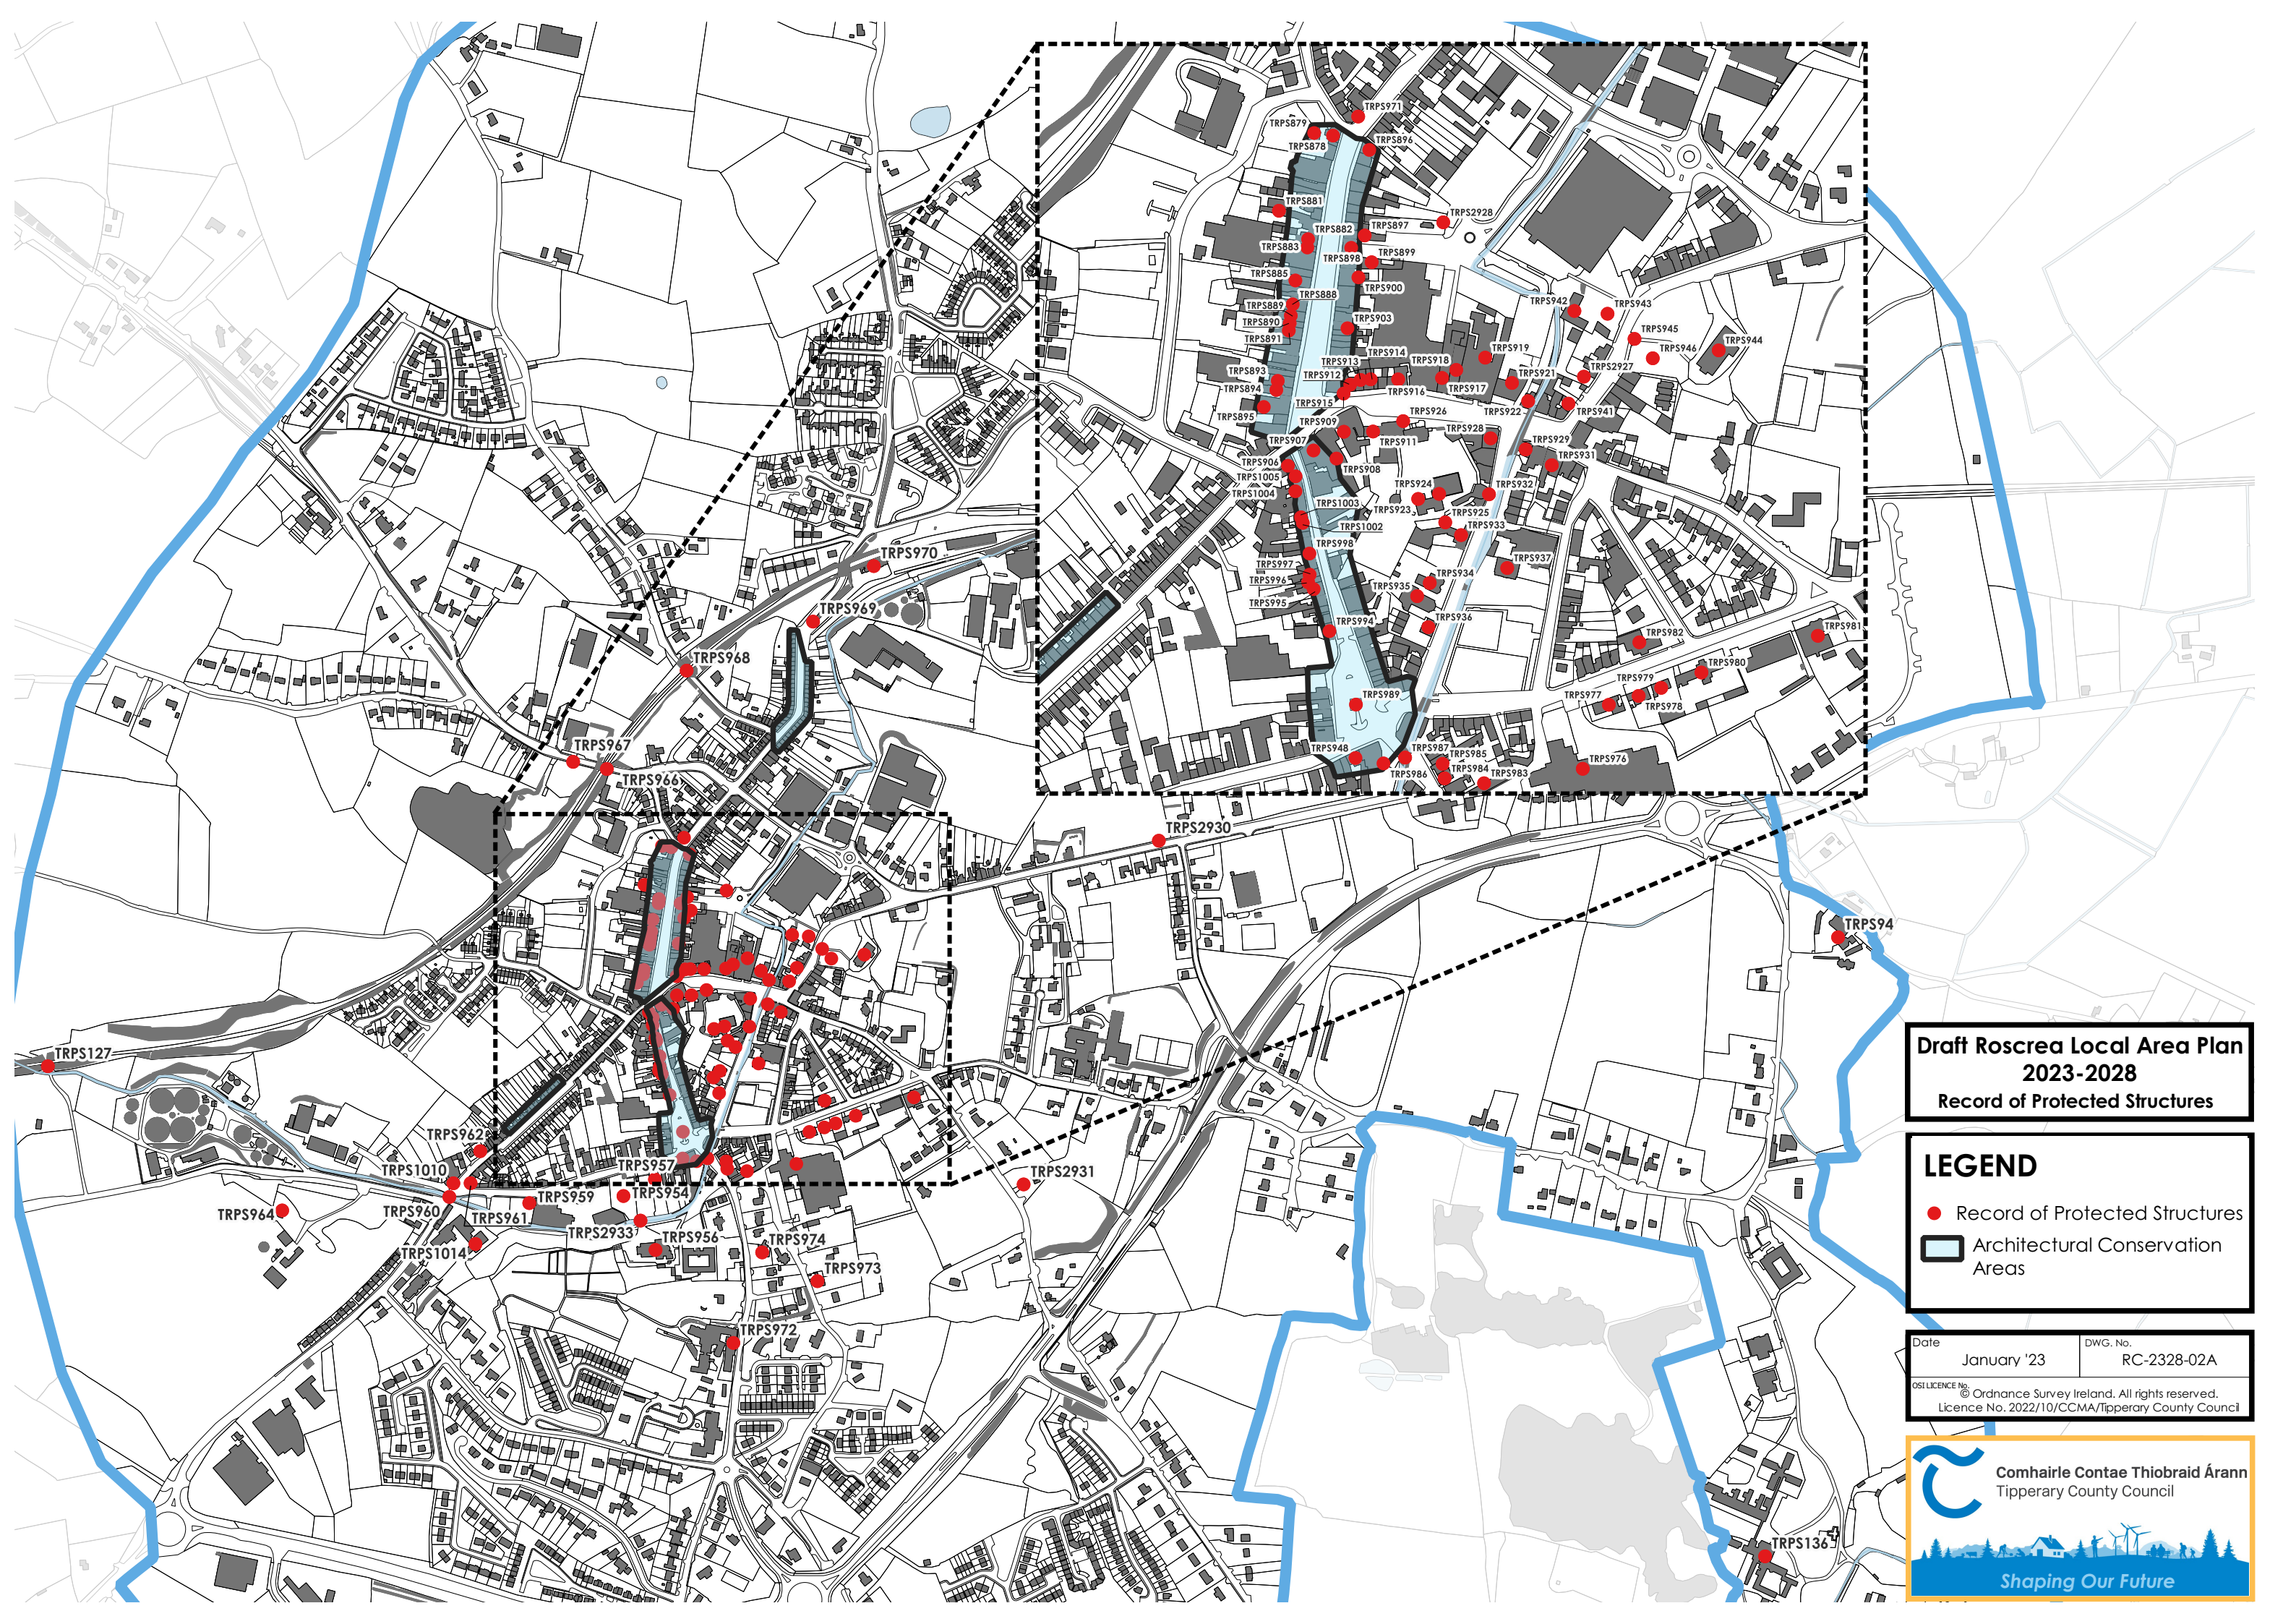 TRPS971
TRPS879
TRPS878
TRPS896
TRPS881
TRPS2928
TRPS882
TRPS897
TRPS883
TRPS898
TRPS899
TRPS885
TRPS900
TRPS888
TRPS889
TRPS890
TRPS891
TRPS903
TRPS942
TRPS943
TRPS945
TRPS946
TRPS944
TRPS919
TRPS914
TRPS913
TRPS918
TRPS893
TRPS912
TRPS2927
TRPS921
TRPS894
TRPS916
TRPS917
TRPS895
TRPS915
TRPS922
TRPS941
TRPS926
TRPS909
TRPS928
TRPS907
TRPS911
TRPS929
TRPS906
TRPS908
TRPS931
TRPS1005
TRPS1004
TRPS924
TRPS932
TRPS1003
TRPS923
TRPS925
TRPS1002
TRPS933
TRPS998
TRPS997
TRPS996
TRPS995
TRPS937
TRPS934
TRPS935
TRPS994
TRPS936
TRPS982
TRPS981
TRPS980
TRPS979
TRPS977
TRPS978
TRPS989
TRPS948
TRPS987
TRPS985
TRPS984
TRPS986
TRPS983
TRPS976
TRPS970
TRPS969
TRPS968
TRPS967
TRPS966
TRPS2930
TRPS94
TRPS127
TRPS962
TRPS1010
TRPS957
TRPS2931
TRPS954
TRPS959
TRPS964
TRPS960
TRPS961
TRPS2933
TRPS956
TRPS974
TRPS1014
TRPS973
TRPS972
TRPS136
Draft Roscrea Local Area Plan
2023-2028
Record of Protected Structures
LEGEND
Record of Protected Structures
Architectural Conservation
Areas
Date
January '23
DWG. No.
RC-2328-02A
OSI LICENCE No.
© Ordnance Survey Ireland. All rights reserved.
Licence No. 2022/10/CCMA/Tipperary County Council
Comhairle Contae Thiobraid Árann
Tipperary County Council
Shaping Our Future